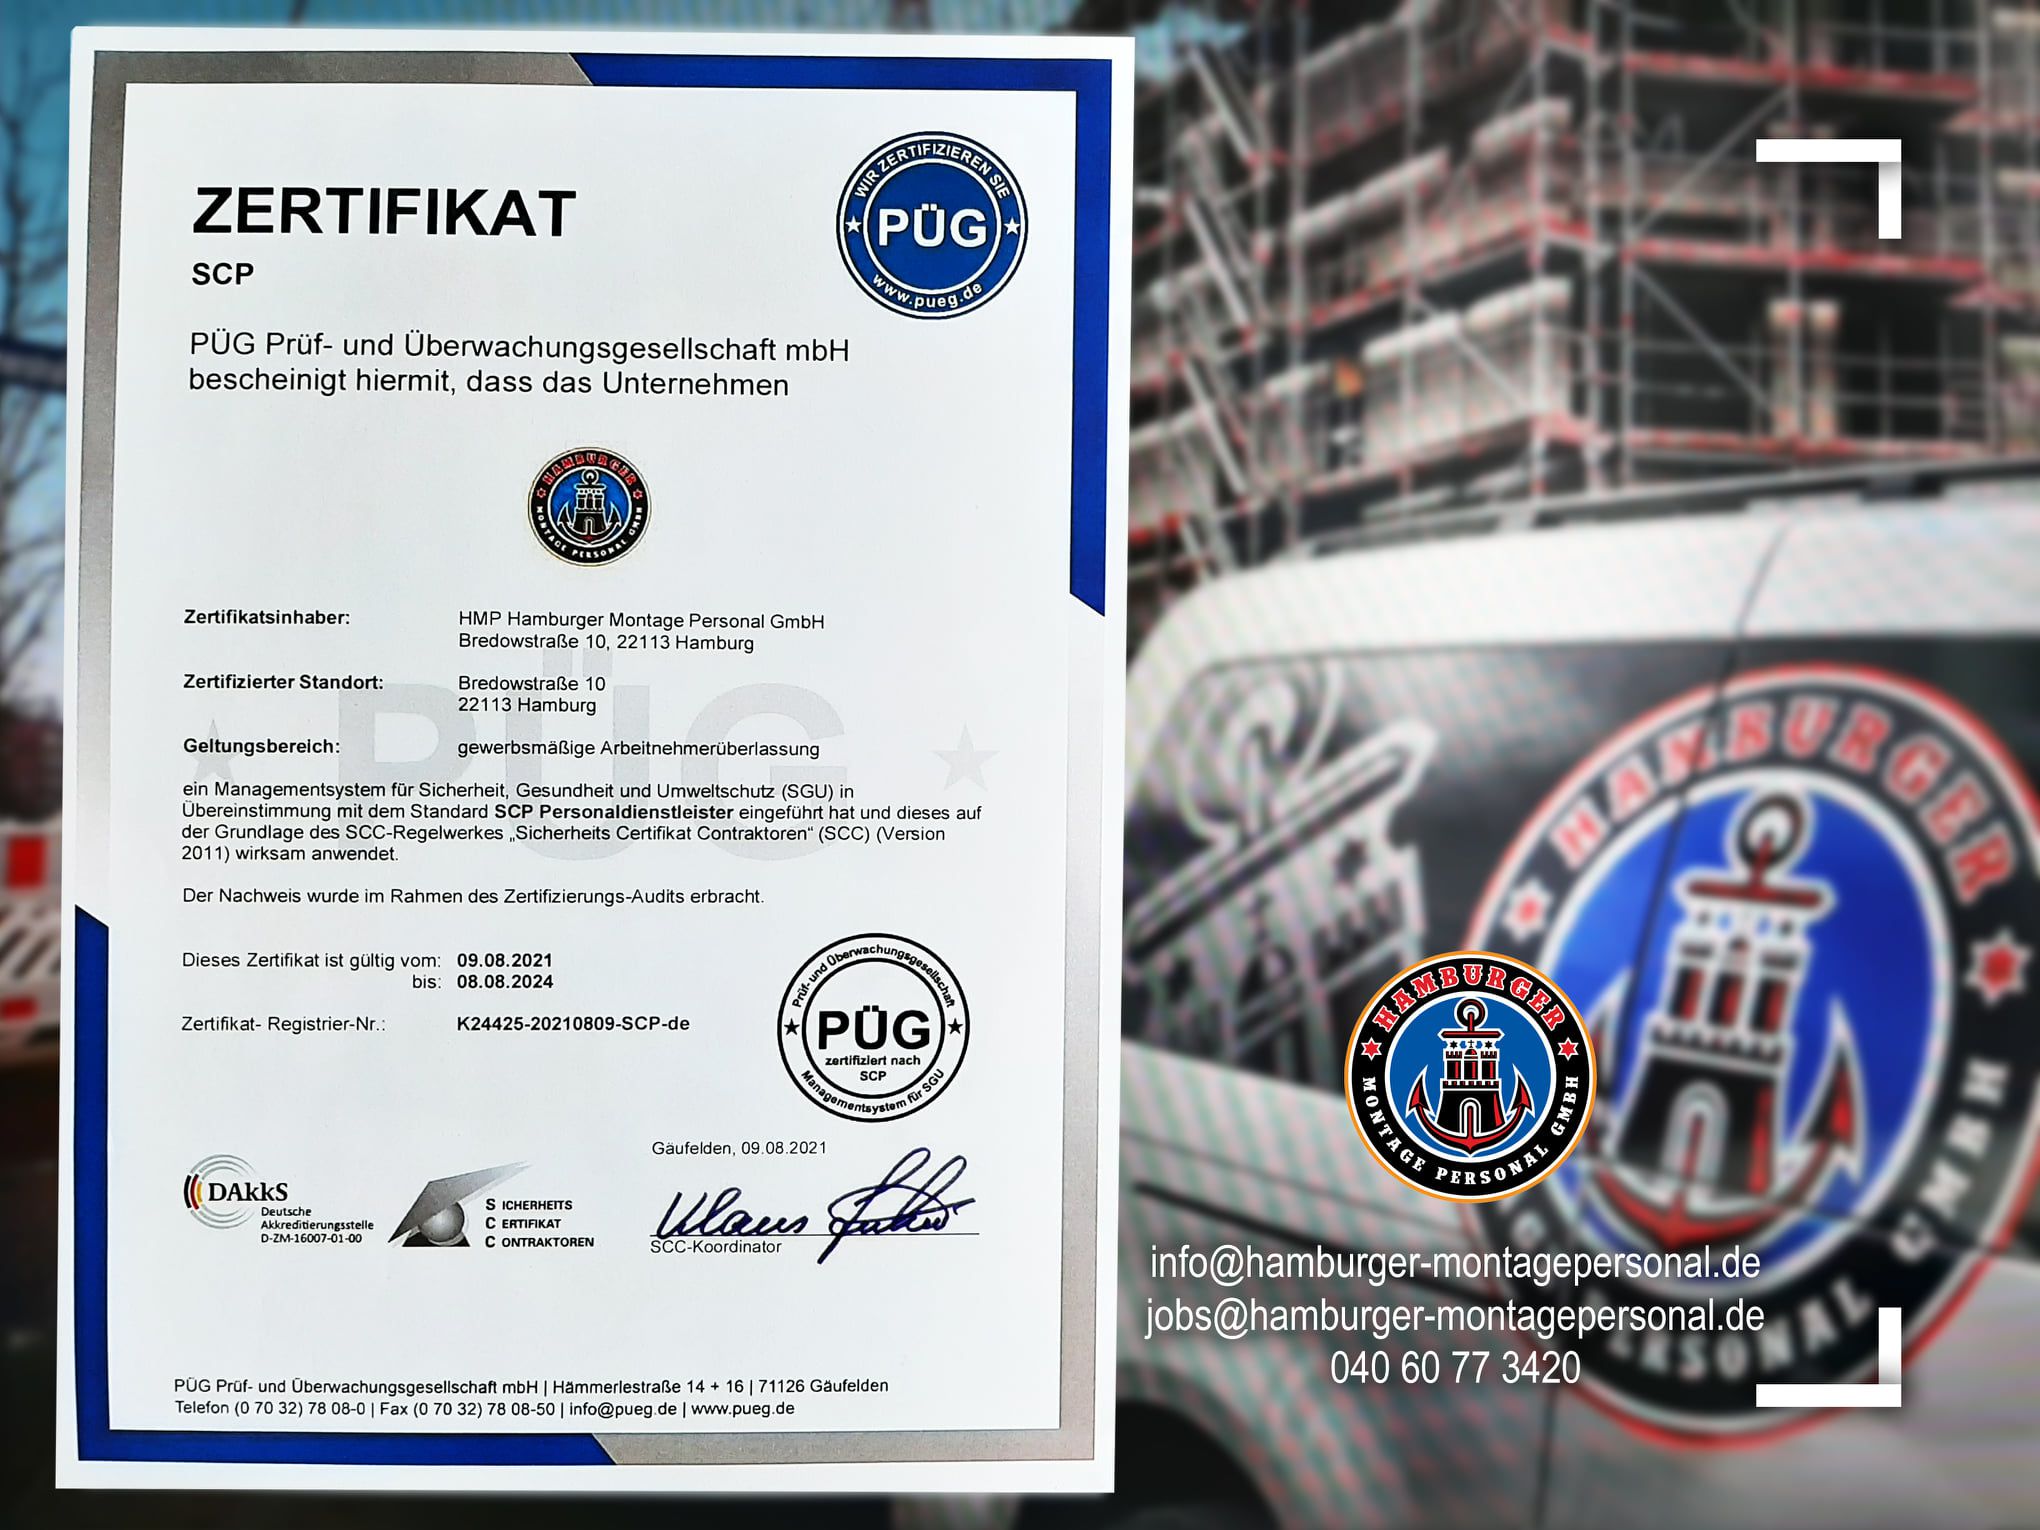 ZERTIFIKAT
SCP
WIR ZERTIFIZIEREN SIE
PÜG
www.pueg.de
PÜG Prüf- und Überwachungsgesellschaft mbH
bescheinigt hiermit, dass das Unternehmen
HAMBURGER
MONTAGE PERSONAL GMBH
Zertifikatsinhaber: HMP Hamburger Montage Personal GmbH
Bredowstraße 10, 22113 Hamburg
Zertifizierter Standort: Bredowstraße 10
22113 Hamburg
PÜG
Geltungsbereich: gewerbsmäßige Arbeitnehmerüberlassung
ein Managementsystem für Sicherheit, Gesundheit und Umweltschutz (SGU) in
Übereinstimmung mit dem Standard SCP Personaldienstleister eingeführt hat und dieses auf
der Grundlage des SCC-Regelwerkes „Sicherheits Certifikat Contraktoren“ (SCC) (Version
2011) wirksam anwendet.
Der Nachweis wurde im Rahmen des Zertifizierungs-Audits erbracht.
Dieses Zertifikat ist gültig vom: 09.08.2021
bis: 08.08.2024
Zertifikat- Registrier-Nr.: K24425-20210809-SCP-de
Prüf- und Überwachungsgesellschaft
PÜG
zertifiziert nach
SCP
Managementsystem für SGU
Gäufelden, 09.08.2021
DAkkS
Deutsche
Akkreditierungsstelle
D-ZM-16007-01-00
SICHERHEITS
CERTIFIKAT
CONTRAKTOREN
Klaus
SCC-Koordinator
PÜG Prüf- und Überwachungsgesellschaft mbH | Hämmerlestraße 14 + 16 | 71126 Gäufelden
Telefon (0 70 32) 78 08-0 | Fax (0 70 32) 78 08-50 | info@pueg.de | www.pueg.de
HAMBURGER
PERSONAL GMBH
HAMBURGER
MONTAGE PERSONAL GMBH
info@hamburger-montagepersonal.de
jobs@hamburger-montagepersonal.de
040 60 77 3420